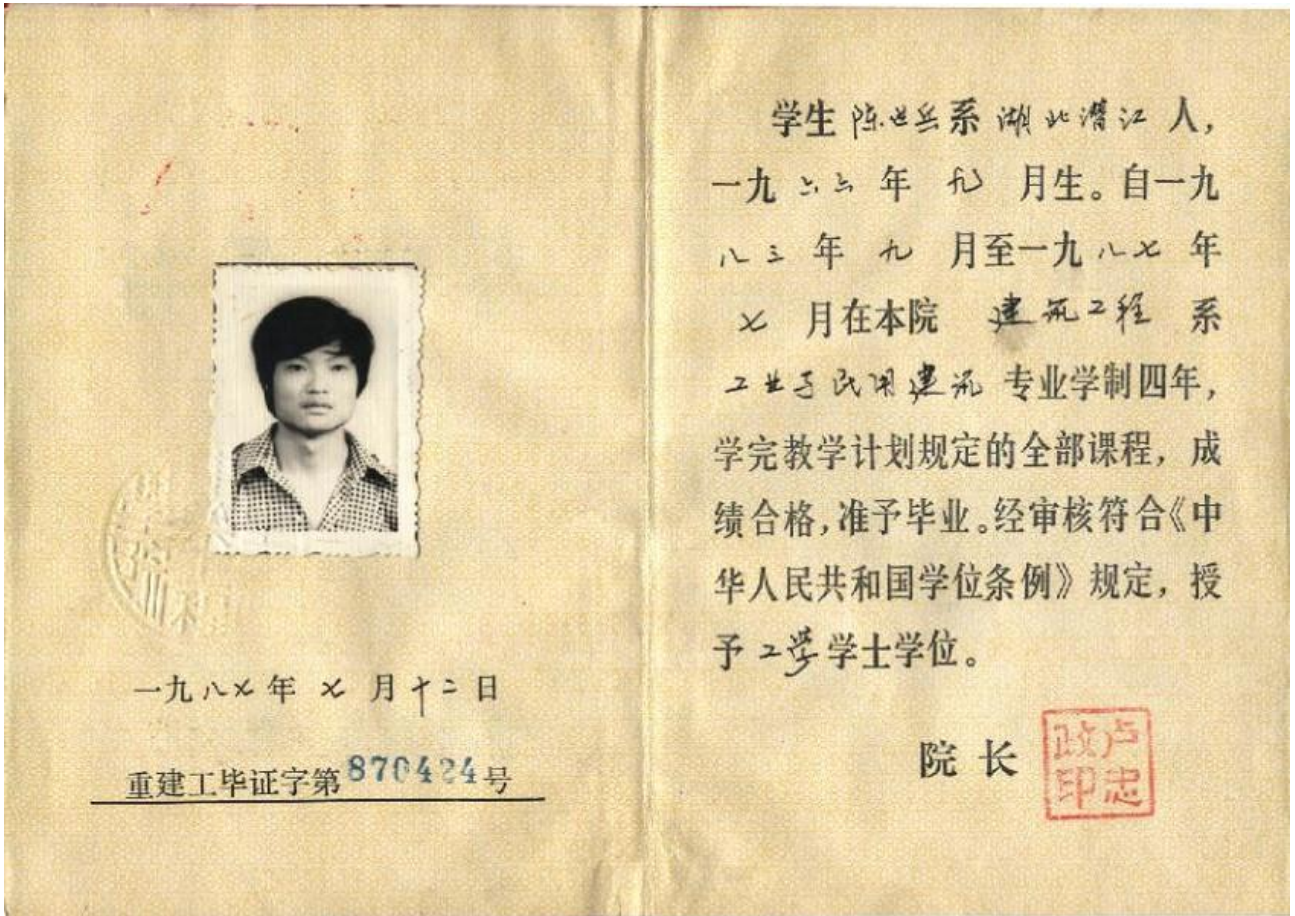 一九八七年 七 月十二日
重建工毕证字第870424号
学生 陈世兵系 湖北潜江 人，
一九六六 年 九 月生。自一九
八三 年 九 月至一九八七 年
七 月在本院 建筑工程 系
工业与民用建筑 专业学制四年，
学完教学计划规定的全部课程，成
绩合格，准予毕业。经审核符合《中
华人民共和国学位条例》规定，授
予 工学 学士学位。
院 长
卢忠政印